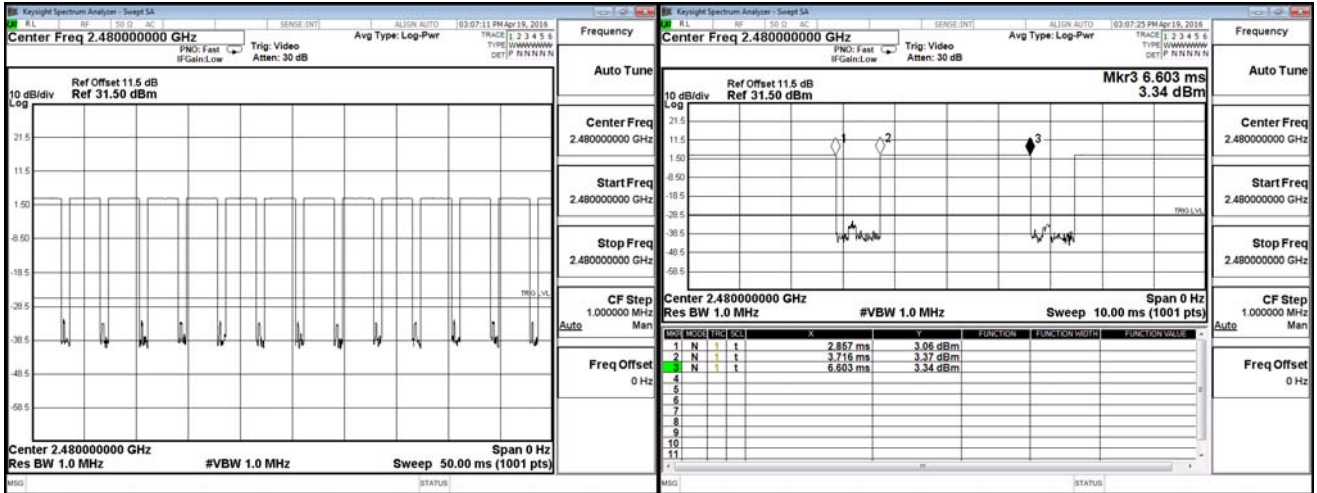 Keysight Spectrum Analyzer - Swept SA
RL RF 50 Ω AC SENSE:INT ALIGN AUTO 03:07:11 PM Apr 19, 2016
Center Freq 2.480000000 GHz
PNO: Fast
IFGain:Low
Trig: Video
Atten: 30 dB
Avg Type: Log-Pwr
TRACE 1 2 3 4 5 6
TYPE WWWWWW
DET P NNNNN
Ref Offset 11.5 dB
10 dB/div Ref 31.50 dBm
Log
21.5
11.5
1.50
-8.50
-18.5
-28.5
-38.5
-48.5
-58.5
TRIG LVL
Center 2.480000000 GHz Span 0 Hz
Res BW 1.0 MHz #VBW 1.0 MHz Sweep 50.00 ms (1001 pts)
MSG STATUS
Frequency
Auto Tune
Center Freq
2.480000000 GHz
Start Freq
2.480000000 GHz
Stop Freq
2.480000000 GHz
CF Step
1.000000 MHz
Auto Man
Freq Offset
0 Hz
Keysight Spectrum Analyzer - Swept SA
RL RF 50 Ω AC SENSE:INT ALIGN AUTO 03:07:25 PM Apr 19, 2016
Center Freq 2.480000000 GHz
PNO: Fast
IFGain:Low
Trig: Video
Atten: 30 dB
Avg Type: Log-Pwr
TRACE 1 2 3 4 5 6
TYPE WWWWWW
DET P NNNNN
Mkr3 6.603 ms
3.34 dBm
Ref Offset 11.5 dB
10 dB/div Ref 31.50 dBm
Log
21.5
11.5
1.50
-8.50
-18.5
-28.5
-38.5
-48.5
-58.5
1
2
3
TRIG LVL
Center 2.480000000 GHz Span 0 Hz
Res BW 1.0 MHz #VBW 1.0 MHz Sweep 10.00 ms (1001 pts)
MKR MODE TRC SCL X Y FUNCTION FUNCTION WIDTH FUNCTION VALUE
1 N 1 t 2.857 ms 3.06 dBm
2 N 1 t 3.716 ms 3.37 dBm
3 N 1 t 6.603 ms 3.34 dBm
4
5
6
7
8
9
10
11
MSG STATUS
Frequency
Auto Tune
Center Freq
2.480000000 GHz
Start Freq
2.480000000 GHz
Stop Freq
2.480000000 GHz
CF Step
1.000000 MHz
Auto Man
Freq Offset
0 Hz